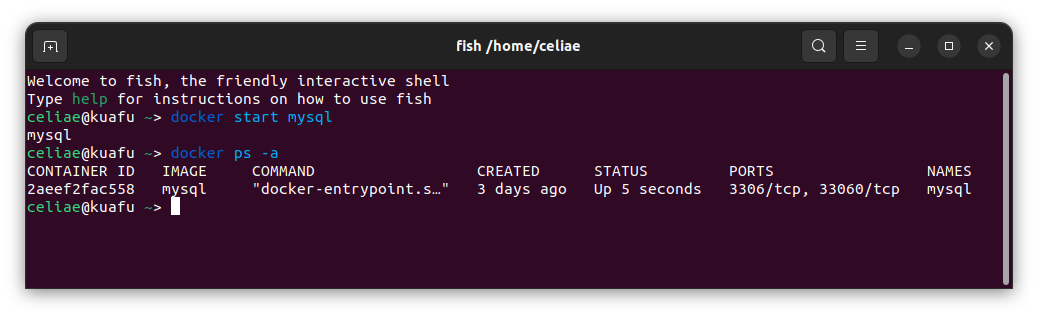 fish /home/celiae
Welcome to fish, the friendly interactive shell
Type help for instructions on how to use fish
celiae@kuafu ~> docker start mysql
mysql
celiae@kuafu ~> docker ps -a
CONTAINER ID   IMAGE     COMMAND                  CREATED      STATUS         PORTS                 NAMES
2aeef2fac558   mysql     "docker-entrypoint.s…"   3 days ago   Up 5 seconds   3306/tcp, 33060/tcp   mysql
celiae@kuafu ~>